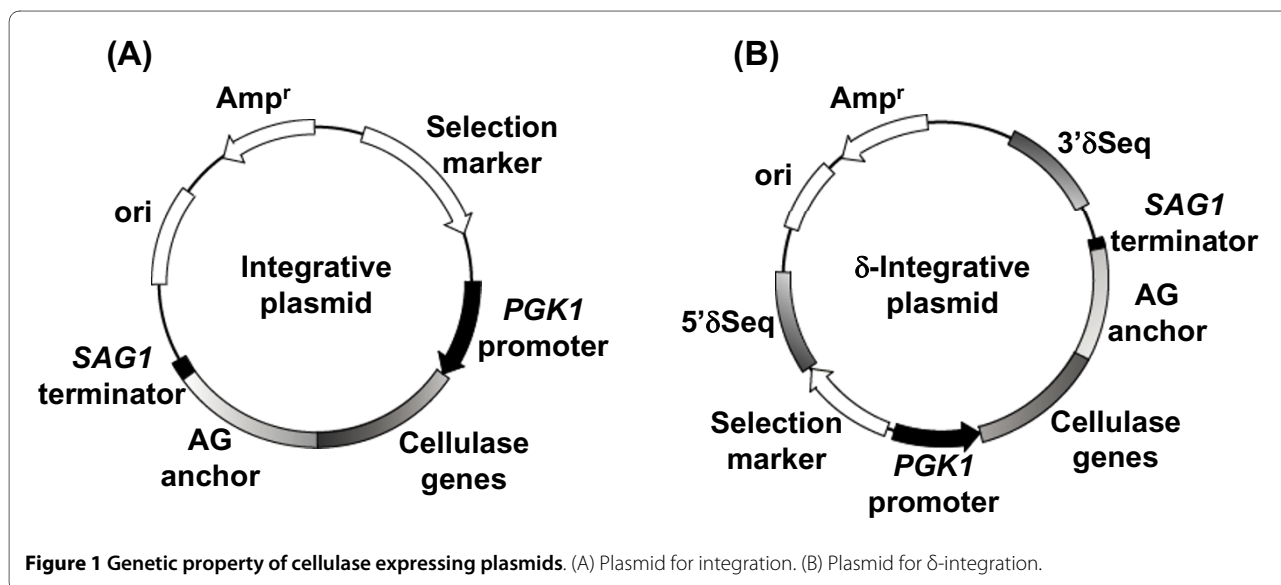 (A)
Ampʳ
Selection
marker
ori
Integrative
plasmid
PGK1
promoter
SAG1
terminator
AG
anchor
Cellulase
genes
(B)
Ampʳ
3'δSeq
ori
SAG1
terminator
δ-Integrative
plasmid
AG
anchor
5'δSeq
Selection
marker
PGK1
promoter
Cellulase
genes
Figure 1 Genetic property of cellulase expressing plasmids. (A) Plasmid for integration. (B) Plasmid for δ-integration.